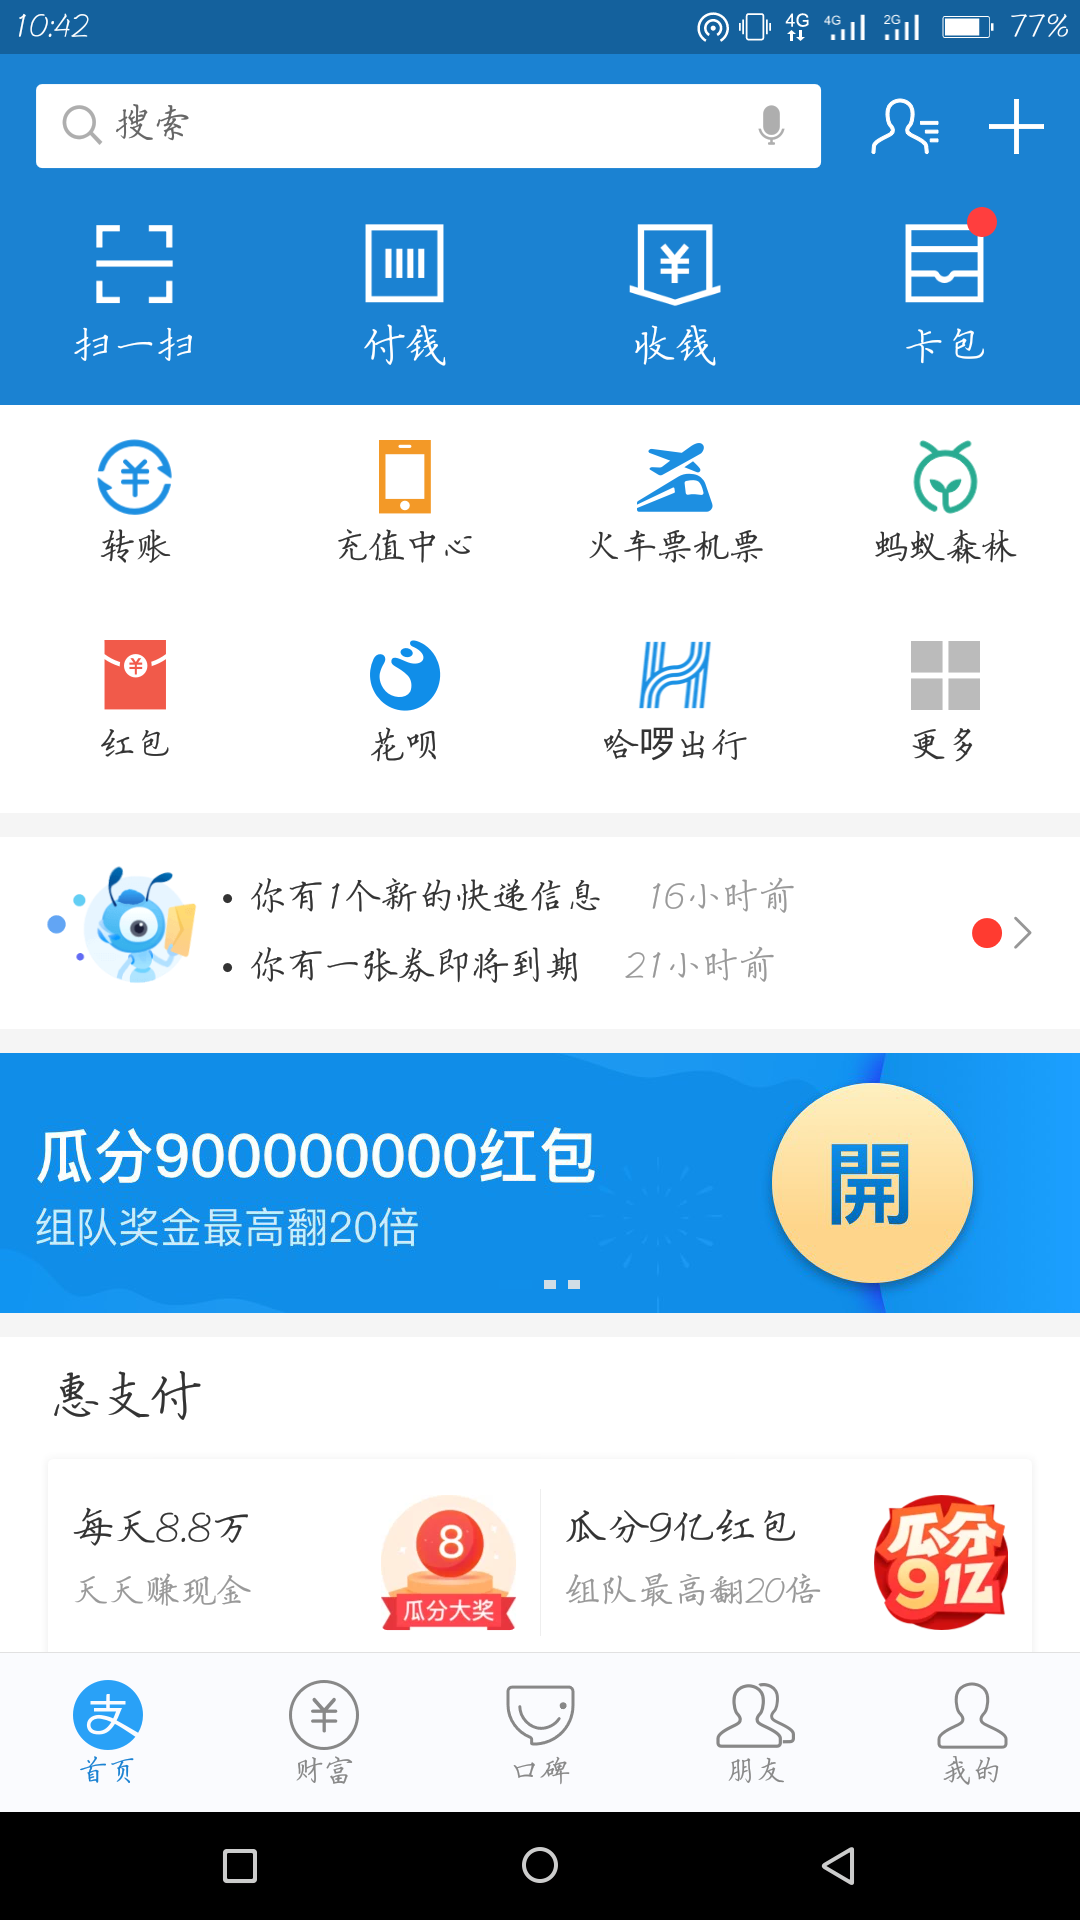 10:42
4G 4G 2G 77%
搜索
扫一扫 付钱 收钱 卡包
转账 充值中心 火车票机票 蚂蚁森林
红包 花呗 哈啰出行 更多
• 你有1个新的快递信息 16小时前
• 你有一张券即将到期 21小时前
瓜分900000000红包
組队奖金最高翻20倍
開
惠支付
每天8.8万
天天赚现金
8
瓜分大奖
瓜分9亿红包
组队最高翻20倍
瓜分
9亿
支
首页 财富 口碑 朋友 我的